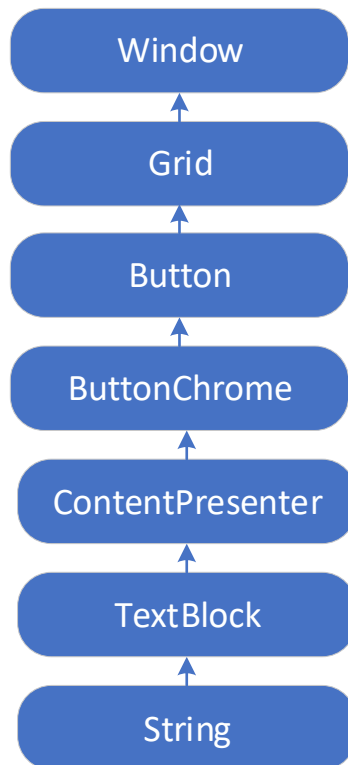 Window
Grid
Button
ButtonChrome
ContentPresenter
TextBlock
String